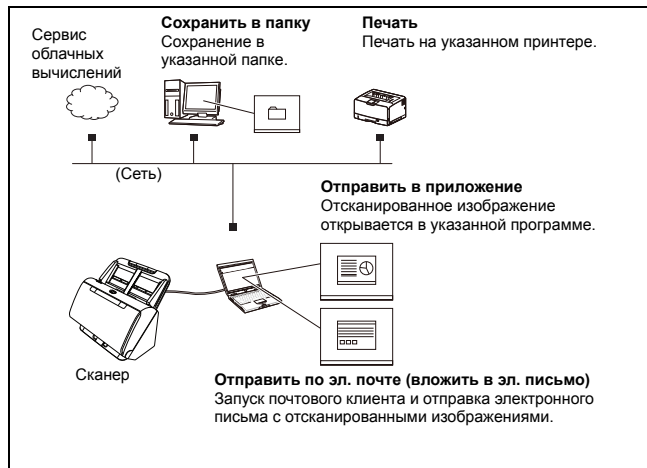 Сервис
облачных
вычислений
Сохранить в папку
Сохранение в
указанной папке.
Печать
Печать на указанном принтере.
(Сеть)
Отправить в приложение
Отсканированное изображение
открывается в указанной программе.
Сканер
Отправить по эл. почте (вложить в эл. письмо)
Запуск почтового клиента и отправка электронного
письма с отсканированными изображениями.